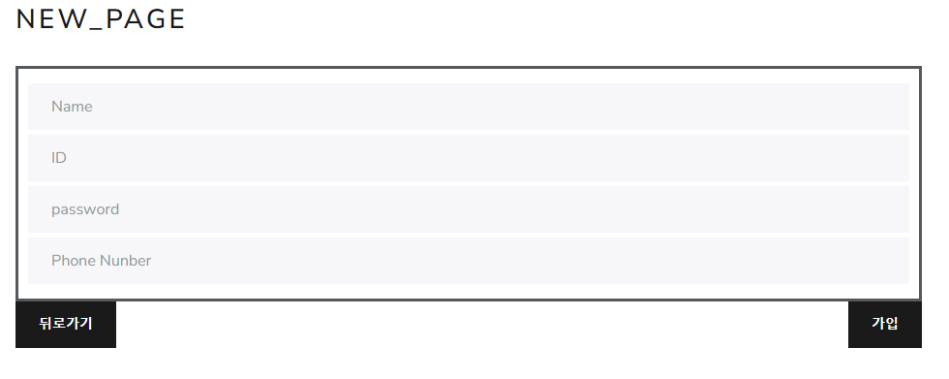 NEW_PAGE
Name
ID
password
Phone Nunber
뒤로가기 가입